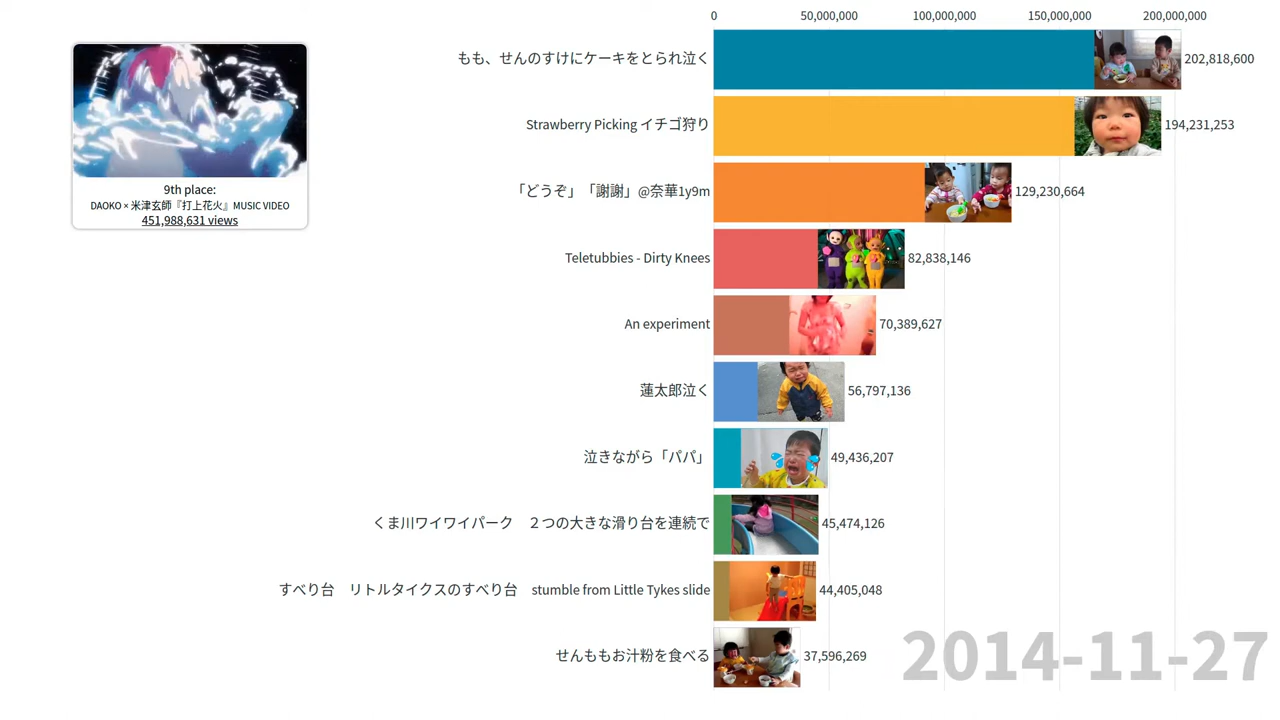 0 50,000,000 100,000,000 150,000,000 200,000,000
もも、せんのすけにケーキをとられ泣く 202,818,600
Strawberry Picking イチゴ狩り 194,231,253
「どうぞ」「謝謝」@奈華1y9m 129,230,664
Teletubbies - Dirty Knees 82,838,146
An experiment 70,389,627
蓮太郎泣く 56,797,136
泣きながら「パパ」 49,436,207
くま川ワイワイパーク　２つの大きな滑り台を連続で 45,474,126
すべり台　リトルタイクスのすべり台　stumble from Little Tykes slide 44,405,048
せんももお汁粉を食べる 37,596,269
9th place:
DAOKO × 米津玄師『打上花火』MUSIC VIDEO
451,988,631 views
2014-11-27